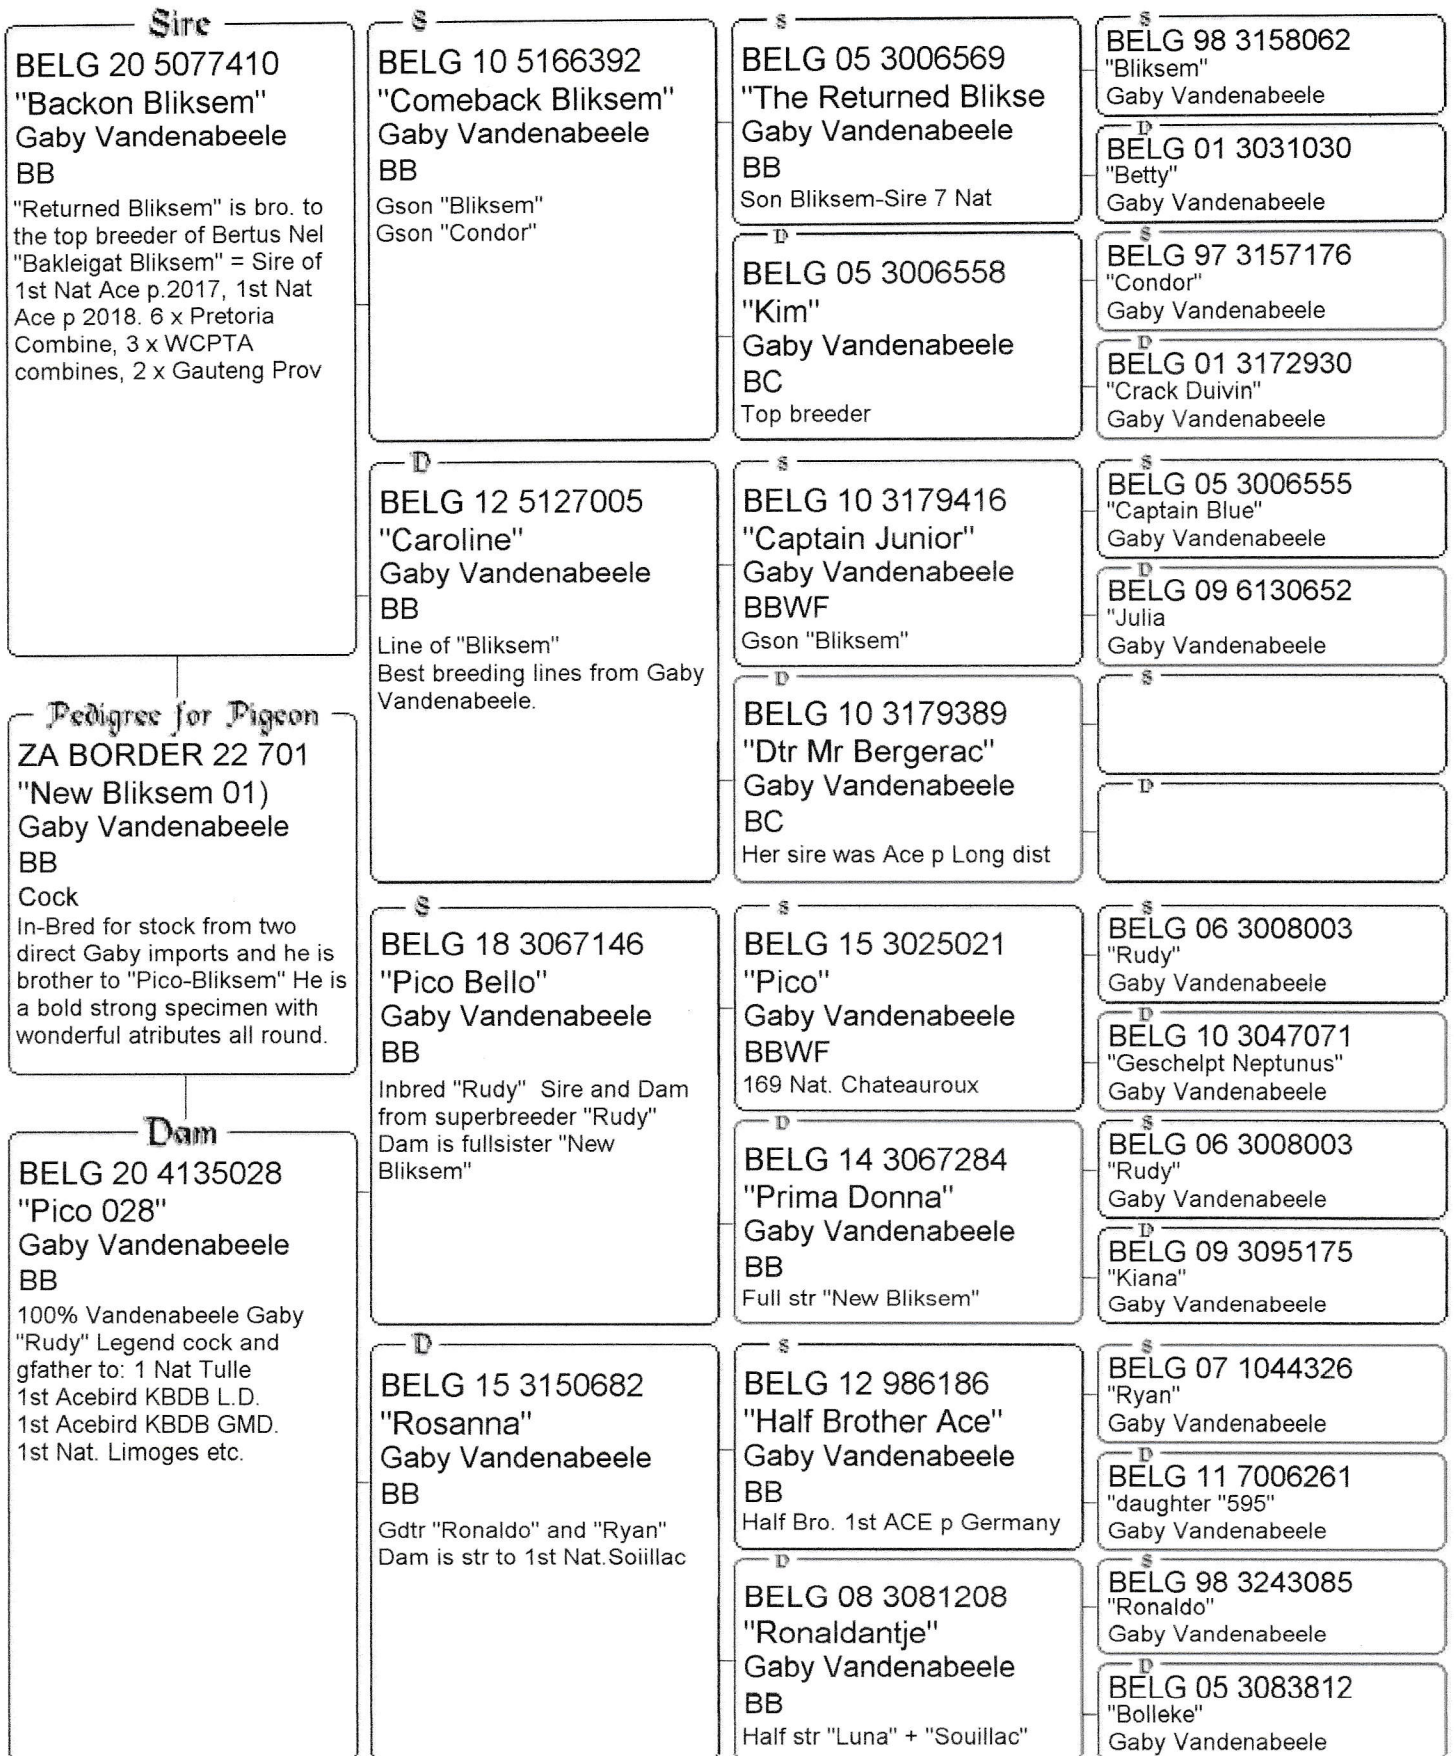 Sire
BELG 20 5077410
"Backon Bliksem"
Gaby Vandenabeele
BB
"Returned Bliksem" is bro. to
the top breeder of Bertus Nel
"Bakleigat Bliksem" = Sire of
1st Nat Ace p.2017, 1st Nat
Ace p 2018. 6 x Pretoria
Combine, 3 x WCPTA
combines, 2 x Gauteng Prov
Pedigree for Pigeon
ZA BORDER 22 701
"New Bliksem 01)
Gaby Vandenabeele
BB
Cock
In-Bred for stock from two
direct Gaby imports and he is
brother to "Pico-Bliksem" He is
a bold strong specimen with
wonderful atributes all round.
Dam
BELG 20 4135028
"Pico 028"
Gaby Vandenabeele
BB
100% Vandenabeele Gaby
"Rudy" Legend cock and
gfather to: 1 Nat Tulle
1st Acebird KBDB L.D.
1st Acebird KBDB GMD.
1st Nat. Limoges etc.
S
BELG 10 5166392
"Comeback Bliksem"
Gaby Vandenabeele
BB
Gson "Bliksem"
Gson "Condor"
D
BELG 12 5127005
"Caroline"
Gaby Vandenabeele
BB
Line of "Bliksem"
Best breeding lines from Gaby
Vandenabeele.
S
BELG 18 3067146
"Pico Bello"
Gaby Vandenabeele
BB
Inbred "Rudy" Sire and Dam
from superbreeder "Rudy"
Dam is fullsister "New
Bliksem"
D
BELG 15 3150682
"Rosanna"
Gaby Vandenabeele
BB
Gdtr "Ronaldo" and "Ryan"
Dam is str to 1st Nat.Soiillac
S
BELG 05 3006569
"The Returned Blikse
Gaby Vandenabeele
BB
Son Bliksem-Sire 7 Nat
D
BELG 05 3006558
"Kim"
Gaby Vandenabeele
BC
Top breeder
S
BELG 10 3179416
"Captain Junior"
Gaby Vandenabeele
BBWF
Gson "Bliksem"
D
BELG 10 3179389
"Dtr Mr Bergerac"
Gaby Vandenabeele
BC
Her sire was Ace p Long dist
S
BELG 15 3025021
"Pico"
Gaby Vandenabeele
BBWF
169 Nat. Chateauroux
D
BELG 14 3067284
"Prima Donna"
Gaby Vandenabeele
BB
Full str "New Bliksem"
S
BELG 12 986186
"Half Brother Ace"
Gaby Vandenabeele
BB
Half Bro. 1st ACE p Germany
D
BELG 08 3081208
"Ronaldantje"
Gaby Vandenabeele
BB
Half str "Luna" + "Souillac"
S
BELG 98 3158062
"Bliksem"
Gaby Vandenabeele
D
BELG 01 3031030
"Betty"
Gaby Vandenabeele
S
BELG 97 3157176
"Condor"
Gaby Vandenabeele
D
BELG 01 3172930
"Crack Duivin"
Gaby Vandenabeele
S
BELG 05 3006555
"Captain Blue"
Gaby Vandenabeele
D
BELG 09 6130652
"Julia
Gaby Vandenabeele
S
D
S
BELG 06 3008003
"Rudy"
Gaby Vandenabeele
D
BELG 10 3047071
"Geschelpt Neptunus"
Gaby Vandenabeele
S
BELG 06 3008003
"Rudy"
Gaby Vandenabeele
D
BELG 09 3095175
"Kiana"
Gaby Vandenabeele
S
BELG 07 1044326
"Ryan"
Gaby Vandenabeele
D
BELG 11 7006261
"daughter "595"
Gaby Vandenabeele
S
BELG 98 3243085
"Ronaldo"
Gaby Vandenabeele
D
BELG 05 3083812
"Bolleke"
Gaby Vandenabeele